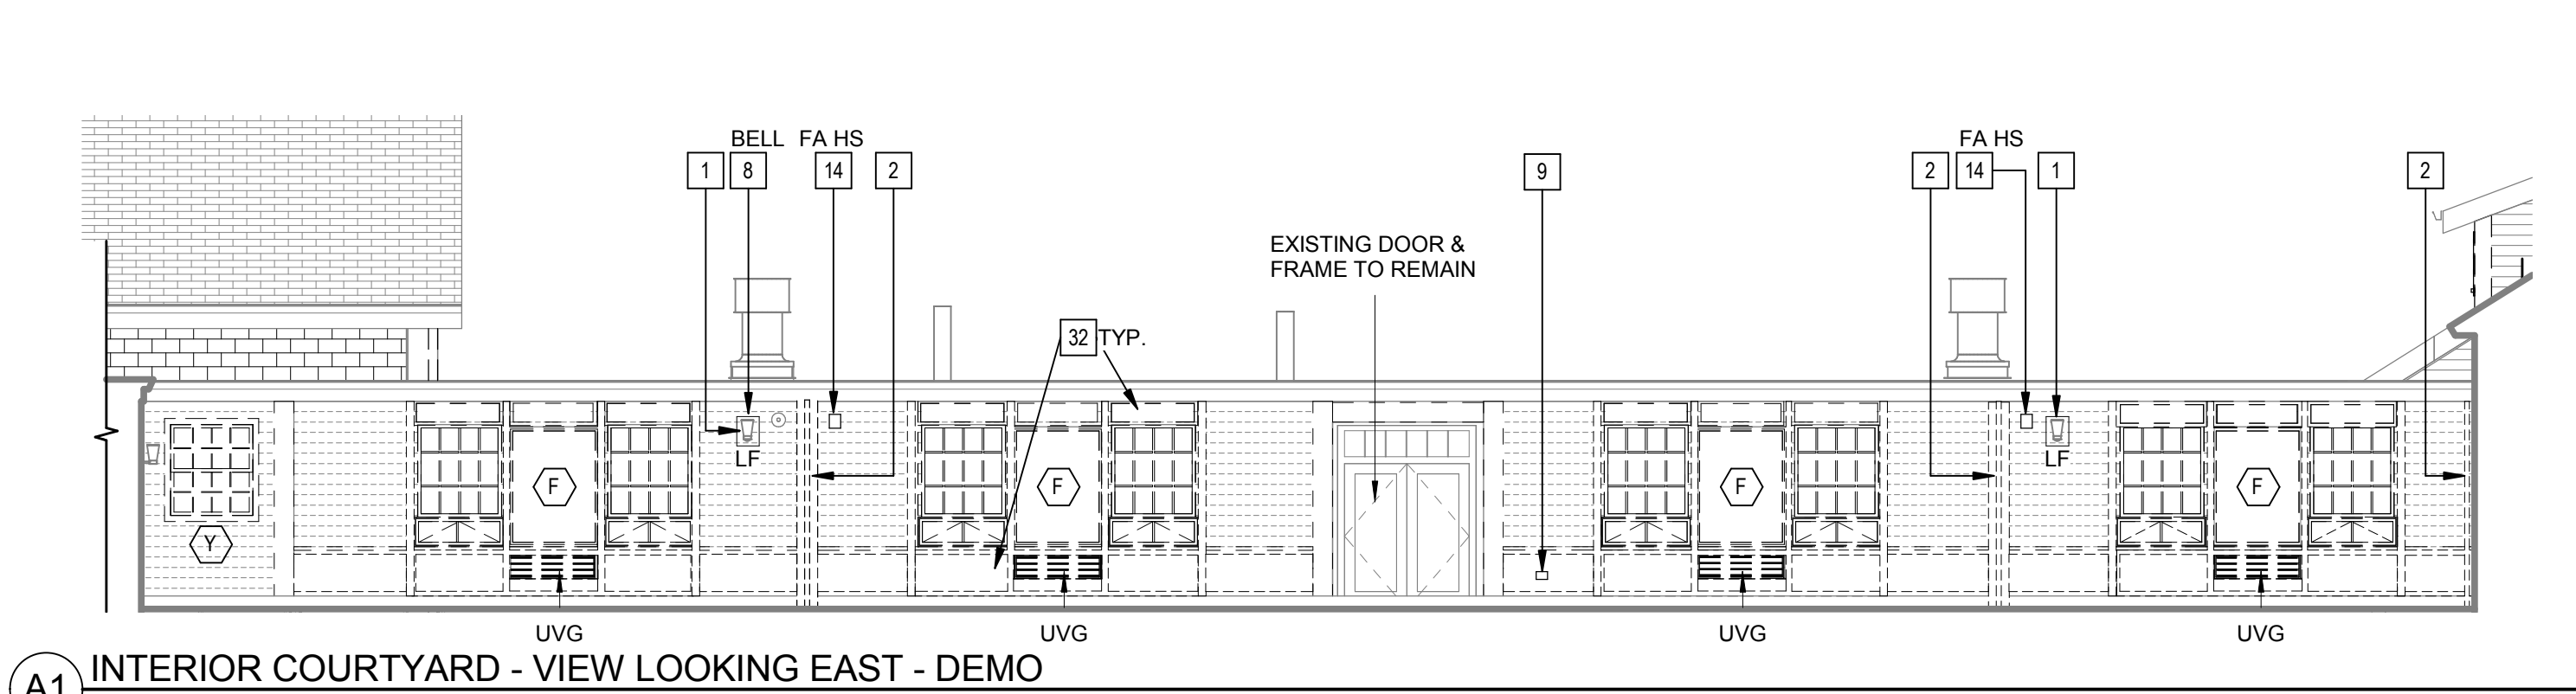 BELL FA HS
1 8 14 2
9
FA HS
2 14 1
2
EXISTING DOOR &
FRAME TO REMAIN
32 TYP.
LF
LF
F
F
F
F
Y
UVG
UVG
UVG
UVG
A1
INTERIOR COURTYARD - VIEW LOOKING EAST - DEMO